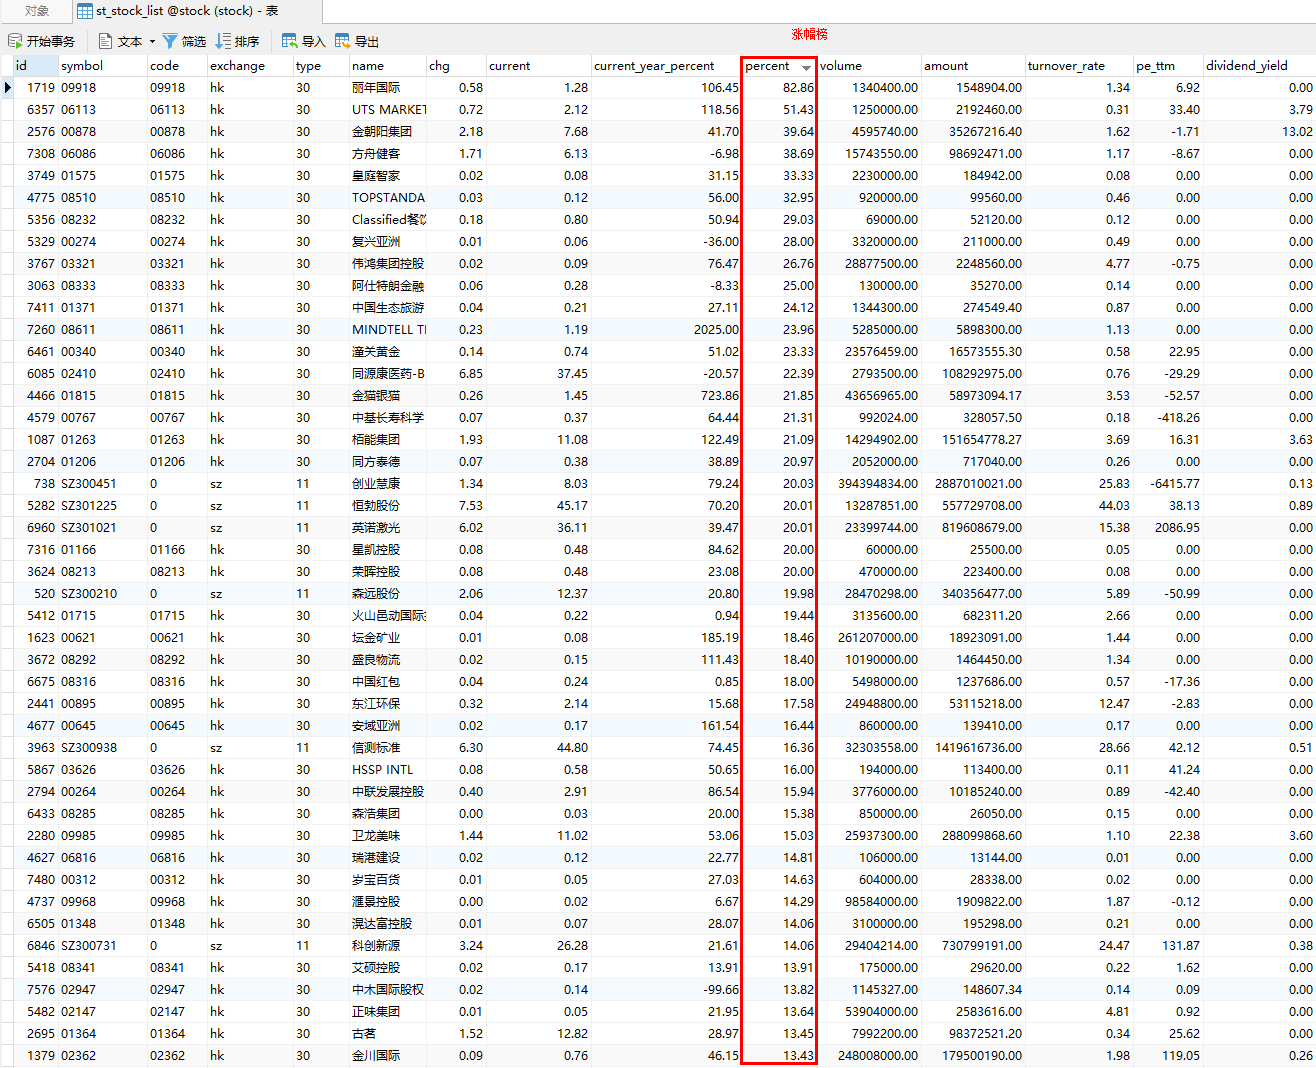 对象 st_stock_list @stock (stock) - 表
开始事务 文本 筛选 排序 导入 导出 涨幅榜
id symbol code exchange type name chg current current_year_percent percent volume amount turnover_rate pe_ttm dividend_yield
1719 09918 09918 hk 30 丽年国际 0.58 1.28 106.45 82.86 1340400.00 1548904.00 1.34 6.92 0.00
6357 06113 06113 hk 30 UTS MARKET 0.72 2.12 118.56 51.43 1250000.00 2192460.00 0.31 33.40 3.79
2576 00878 00878 hk 30 金朝阳集团 2.18 7.68 41.70 39.64 4595740.00 35267216.40 1.62 -1.71 13.02
7308 06086 06086 hk 30 方舟健客 1.71 6.13 -6.98 38.69 15743550.00 98692471.00 1.17 -8.67 0.00
3749 01575 01575 hk 30 皇庭智家 0.02 0.08 31.15 33.33 2230000.00 184942.00 0.08 0.00 0.00
4775 08510 08510 hk 30 TOPSTANDA 0.03 0.12 56.00 32.95 920000.00 99560.00 0.46 0.00 0.00
5356 08232 08232 hk 30 Classified餐饮 0.18 0.80 50.94 29.03 69000.00 52120.00 0.12 0.00 0.00
5329 00274 00274 hk 30 复兴亚洲 0.01 0.06 -36.00 28.00 3320000.00 211000.00 0.49 0.00 0.00
3767 03321 03321 hk 30 伟鸿集团控股 0.02 0.09 76.47 26.76 28877500.00 2248560.00 4.77 -0.75 0.00
3063 08333 08333 hk 30 阿仕特朗金融 0.06 0.28 -8.33 25.00 130000.00 35270.00 0.14 0.00 0.00
7411 01371 01371 hk 30 中国生态旅游 0.04 0.21 27.11 24.12 1344300.00 274549.40 0.87 0.00 0.00
7260 08611 08611 hk 30 MINDTELL TI 0.23 1.19 2025.00 23.96 5285000.00 5898300.00 1.13 0.00 0.00
6461 00340 00340 hk 30 潼关黄金 0.14 0.74 51.02 23.33 23576459.00 16573555.30 0.58 22.95 0.00
6085 02410 02410 hk 30 同源康医药-B 6.85 37.45 -20.57 22.39 2793500.00 108292975.00 0.76 -29.29 0.00
4466 01815 01815 hk 30 金猫银猫 0.26 1.45 723.86 21.85 43656965.00 58973094.17 3.53 -52.57 0.00
4579 00767 00767 hk 30 中基长寿科学 0.07 0.37 64.44 21.31 992024.00 328057.50 0.18 -418.26 0.00
1087 01263 01263 hk 30 栢能集团 1.93 11.08 122.49 21.09 14294902.00 151654778.27 3.69 16.31 3.63
2704 01206 01206 hk 30 同方泰德 0.07 0.38 38.89 20.97 2052000.00 717040.00 0.26 0.00 0.00
738 SZ300451 0 sz 11 创业慧康 1.34 8.03 79.24 20.03 394394834.00 2887010021.00 25.83 -6415.77 0.13
5282 SZ301225 0 sz 11 恒勃股份 7.53 45.17 70.20 20.01 13287851.00 557729708.00 44.03 38.13 0.89
6960 SZ301021 0 sz 11 英诺激光 6.02 36.11 39.47 20.01 23399744.00 819608679.00 15.38 2086.95 0.00
7316 01166 01166 hk 30 星凯控股 0.08 0.48 84.62 20.00 60000.00 25500.00 0.05 0.00 0.00
3624 08213 08213 hk 30 荣晖控股 0.08 0.48 23.08 20.00 470000.00 223400.00 0.08 0.00 0.00
520 SZ300210 0 sz 11 森远股份 2.06 12.37 20.80 19.98 28470298.00 340356477.00 5.89 -50.99 0.00
5412 01715 01715 hk 30 火山邑动国际 0.04 0.22 0.94 19.44 3135600.00 682311.20 2.66 0.00 0.00
1623 00621 00621 hk 30 坛金矿业 0.01 0.08 185.19 18.46 261207000.00 18923091.00 1.44 0.00 0.00
3672 08292 08292 hk 30 盛良物流 0.02 0.15 111.43 18.40 10190000.00 1464450.00 1.34 0.00 0.00
6675 08316 08316 hk 30 中国红包 0.04 0.24 0.85 18.00 5498000.00 1237686.00 0.57 -17.36 0.00
2441 00895 00895 hk 30 东江环保 0.32 2.14 15.68 17.58 24948800.00 53115218.00 12.47 -2.83 0.00
4677 00645 00645 hk 30 安域亚洲 0.02 0.17 161.54 16.44 860000.00 139410.00 0.17 0.00 0.00
3963 SZ300938 0 sz 11 信测标准 6.30 44.80 74.45 16.36 32303558.00 1419616736.00 28.66 42.12 0.51
5867 03626 03626 hk 30 HSSP INTL 0.08 0.58 50.65 16.00 194000.00 113400.00 0.11 41.24 0.00
2794 00264 00264 hk 30 中联发展控股 0.40 2.91 86.54 15.94 3776000.00 10185240.00 0.89 -42.40 0.00
6433 08285 08285 hk 30 森浩集团 0.00 0.03 20.00 15.38 850000.00 26050.00 0.15 0.00 0.00
2280 09985 09985 hk 30 卫龙美味 1.44 11.02 53.06 15.03 25937300.00 288099868.60 1.10 22.38 3.60
4627 06816 06816 hk 30 瑞港建设 0.02 0.12 22.77 14.81 106000.00 13144.00 0.01 0.00 0.00
7480 00312 00312 hk 30 岁宝百货 0.01 0.05 27.03 14.63 604000.00 28338.00 0.02 0.00 0.00
4737 09968 09968 hk 30 滙景控股 0.00 0.02 6.67 14.29 98584000.00 1909822.00 1.87 -0.12 0.00
6505 01348 01348 hk 30 滉达富控股 0.01 0.07 28.07 14.06 3100000.00 195298.00 0.21 0.00 0.00
6846 SZ300731 0 sz 11 科创新源 3.24 26.28 21.61 14.06 29404214.00 730799191.00 24.47 131.87 0.38
5418 08341 08341 hk 30 艾硕控股 0.02 0.17 13.91 13.91 175000.00 29620.00 0.22 1.62 0.00
7576 02947 02947 hk 30 中木国际股权 0.02 0.14 -99.66 13.82 1145327.00 148607.34 0.14 0.09 0.00
5482 02147 02147 hk 30 正味集团 0.01 0.05 21.95 13.64 53904000.00 2583616.00 4.81 0.92 0.00
2695 01364 01364 hk 30 古茗 1.52 12.82 28.97 13.45 7992200.00 98372521.20 0.34 25.62 0.00
1379 02362 02362 hk 30 金川国际 0.09 0.76 46.15 13.43 248008000.00 179500190.00 1.98 119.05 0.26